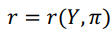 𝑟 = 𝑟(𝑌, 𝜋)